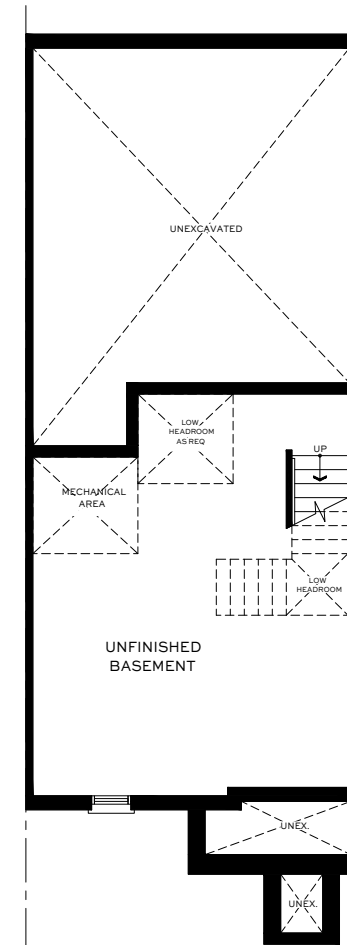 UNEXCAVATED
LOW
HEADROOM
AS REQ
UP
MECHANICAL
AREA
LOW
HEADROOM
UNFINISHED
BASEMENT
UNEX.
UNEX.